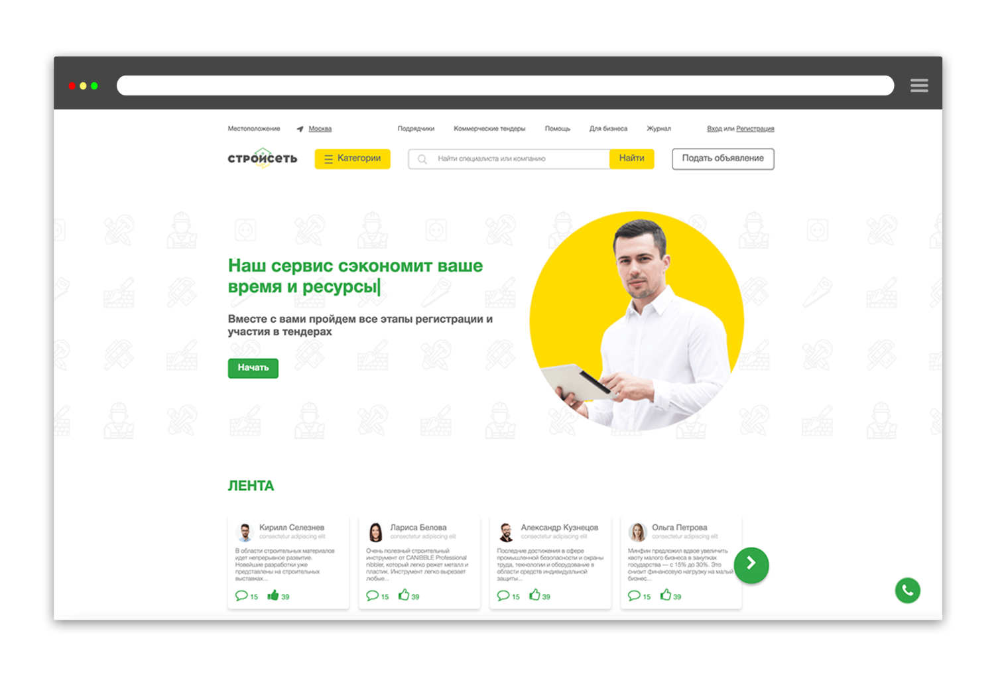 Местоположение Москва Подрядчики Коммерческие тендеры Помощь Для бизнеса Журнал Вход или Регистрация
СТРОЙСЕТЬ Категории Найти специалиста или компанию Найти Подать объявление
Наш сервис сэкономит ваше
время и ресурсы|
Вместе с вами пройдем все этапы регистрации и
участия в тендерах
Начать
ЛЕНТА
Кирилл Селезнев
consectetur adipiscing elit
В области строительных материалов
идет непрерывное развитие.
Новейшие разработки уже
представлены на строительных
выставках...
15 39
Лариса Белова
consectetur adipiscing elit
Очень полезный строительный
инструмент от CANIBBLE Professional
nibbler, который легко режет металл и
пластик. Инструмент легко вырезает
любые...
15 39
Александр Кузнецов
consectetur adipiscing elit
Последние достижения в сфере
промышленной безопасности и охраны
труда, технологии и оборудование в
области средств индивидуальной
защиты...
15 39
Ольга Петрова
consectetur adipiscing elit
Минфин предложил вдвое увеличить
квоту малого бизнеса в закупках
государства — с 15% до 30%. Это
снизит финансовую нагрузку на малый
бизнес...
15 39